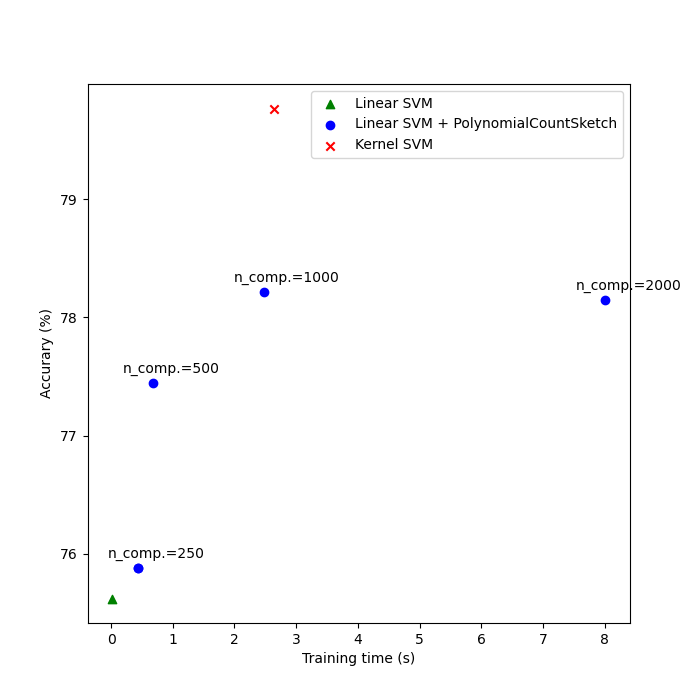 Linear SVM
Linear SVM + PolynomialCountSketch
Kernel SVM
79
n_comp.=1000
n_comp.=2000
78
Accurary (%)
n_comp.=500
77
n_comp.=250
76
0 1 2 3 4 5 6 7 8
Training time (s)